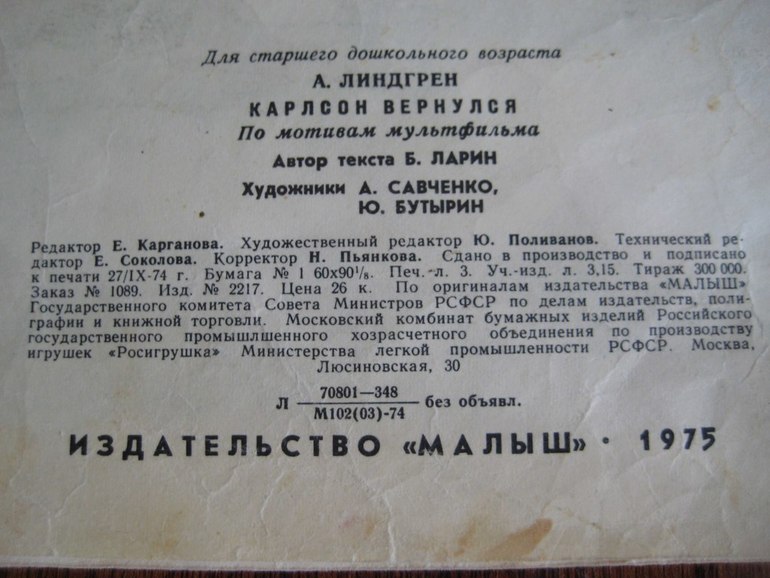 Для старшего дошкольного возраста
А. ЛИНДГРЕН
КАРЛСОН ВЕРНУЛСЯ
По мотивам мультфильма
Автор текста Б. ЛАРИН
Художники А. САВЧЕНКО,
Ю. БУТЫРИН
Редактор Е. Карганова. Художественный редактор Ю. Поливанов. Технический ре-
дактор Е. Соколова. Корректор Н. Пьянкова. Сдано в производство и подписано
к печати 27/IX-74 г. Бумага № 1 60х90⅛. Печ.-л. 3. Уч.-изд. л. 3,15. Тираж 300 000.
Заказ № 1089. Изд. № 2217. Цена 26 к. По оригиналам издательства «МАЛЫШ»
Государственного комитета Совета Министров РСФСР по делам издательств, поли-
графии и книжной торговли. Московский комбинат бумажных изделий Российского
государственного промышлшенного хозрасчетного объединения по производству
игрушек «Росигрушка» Министерства легкой промышленности РСФСР. Москва,
Люсиновская, 30
Л 70801—348 / М102(03)-74 без объявл.
ИЗДАТЕЛЬСТВО «МАЛЫШ» · 1975